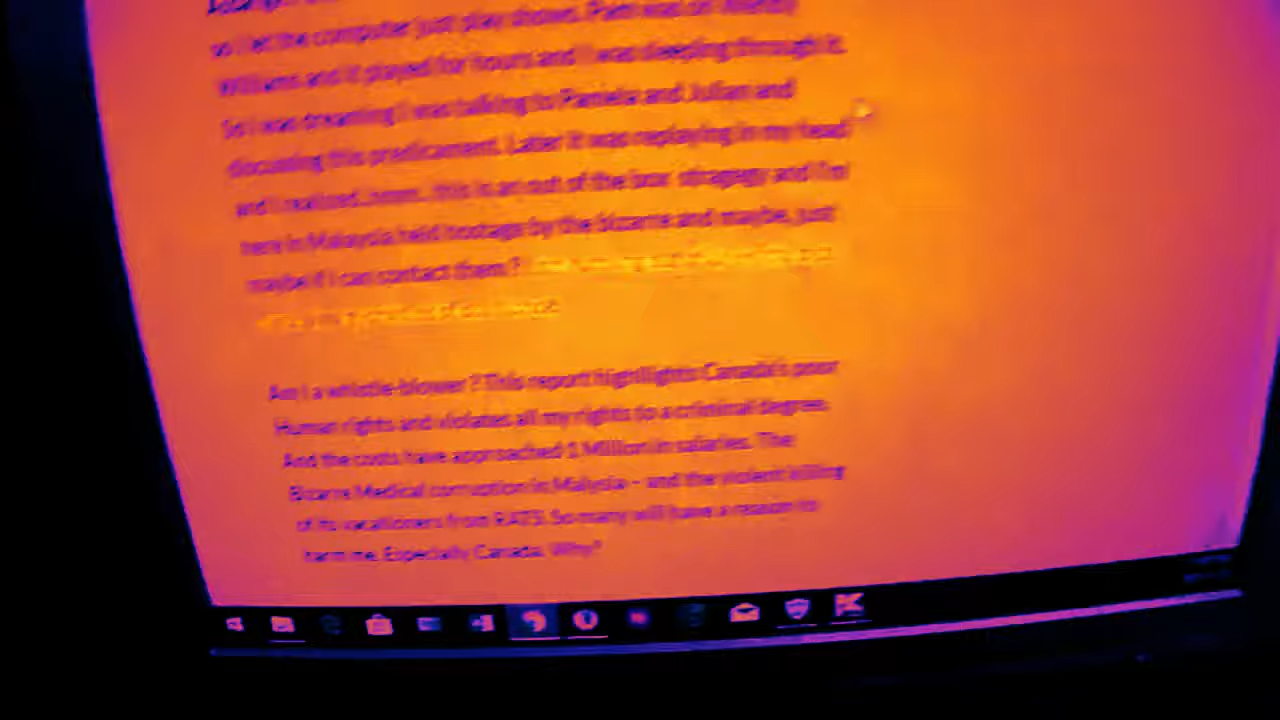 so I let the computer just play shows. Pam was on Wendy
Williams and it played for hours and I was sleeping through it.
So I was dreaming I was talking to Pamela and Julian and
discussing this predicament. Later it was replaying in my head
and I realized..mmm.. this is an out of the box stragegy and I'm
here in Malaysia held hostage by the bizarre and maybe, just
maybe if I can contact them ?
Am I a whistle-blower ? This report highlights Canada's poor
Human rights and violates all my rights to a criminal degree.
And the costs have approached 1 Million in salaries. The
Bizarre Medical corruption in Malysia – and the violent killing
of its vacationers from RATS. So many will have a reason to
harm me. Especially Canada. Why?